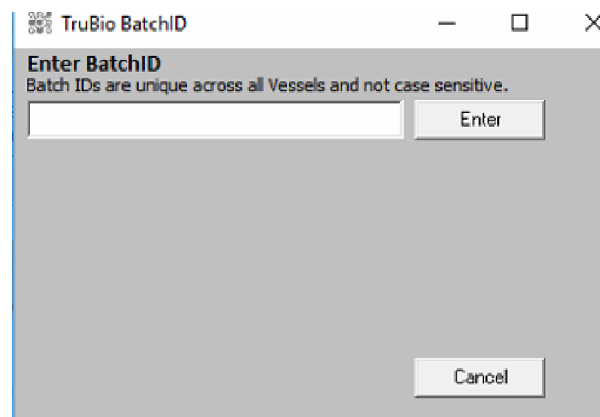 TruBio BatchID
Enter BatchID
Batch IDs are unique across all Vessels and not case sensitive.
Enter
Cancel